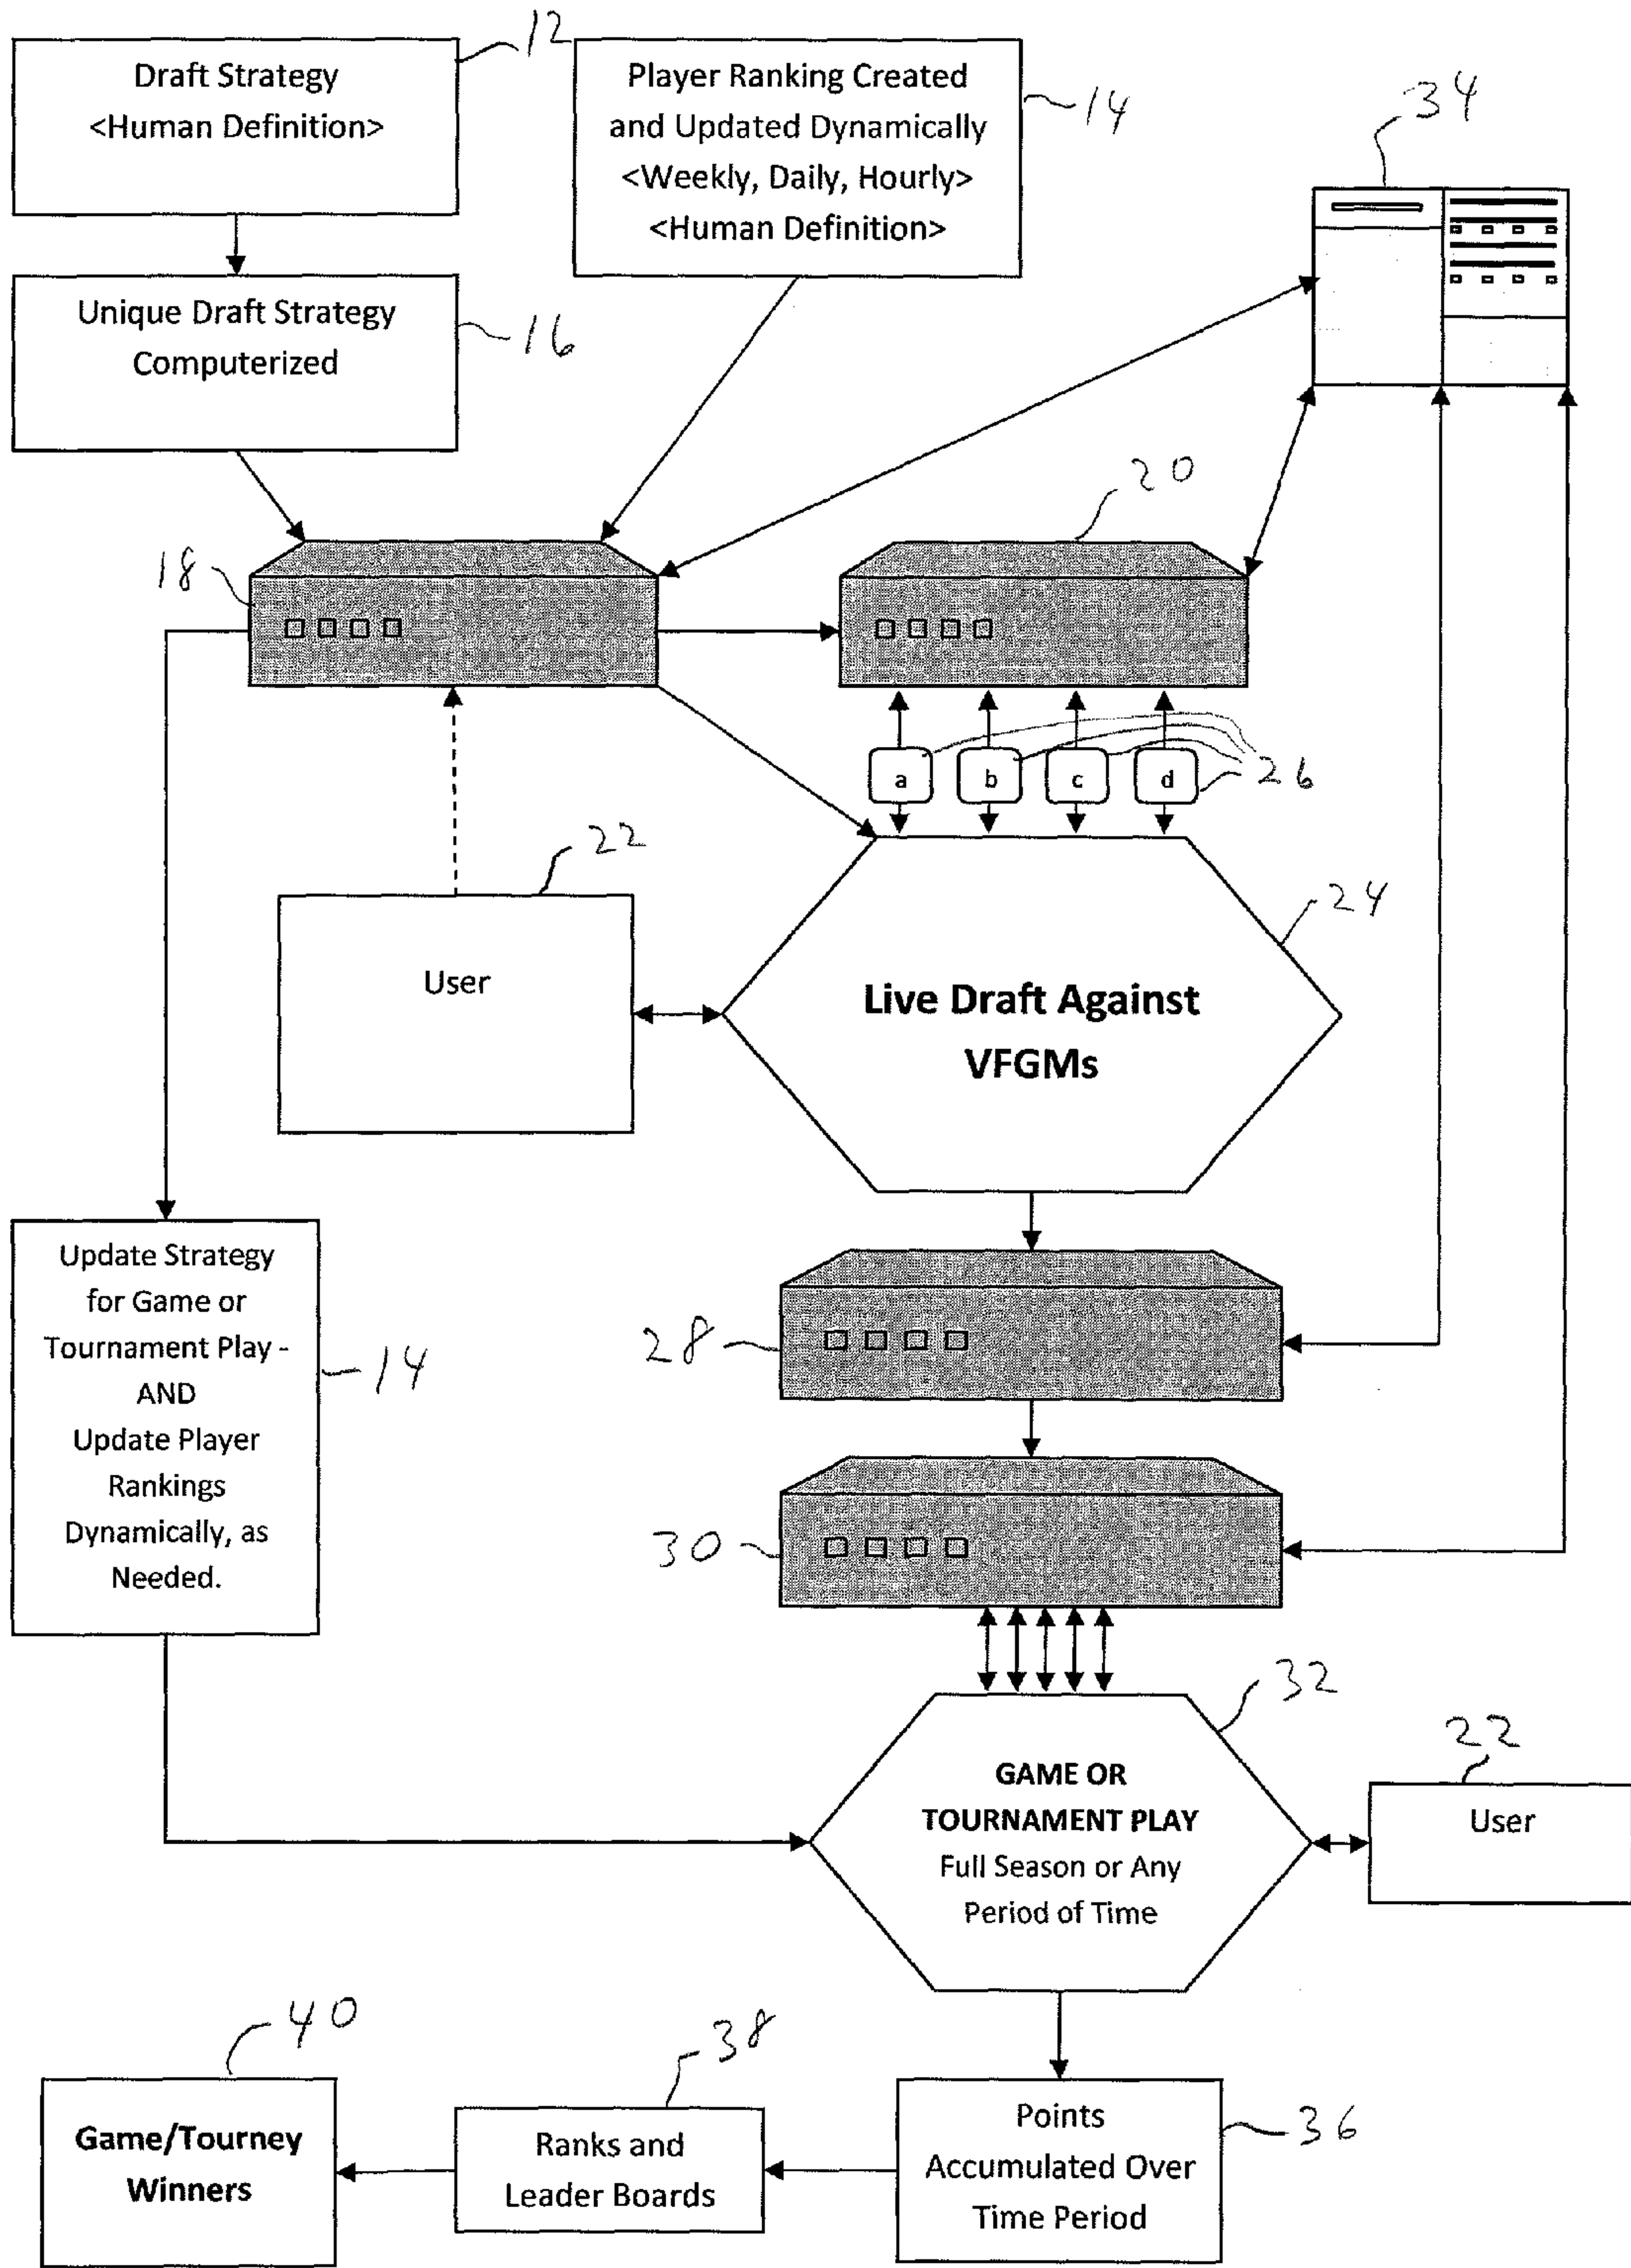 12
Draft Strategy
<Human Definition>
Player Ranking Created
and Updated Dynamically
<Weekly, Daily, Hourly>
<Human Definition>
14
34
Unique Draft Strategy
Computerized
16
18
20
a
b
c
d
26
22
User
24
Live Draft Against
VFGMs
Update Strategy
for Game or
Tournament Play -
AND
Update Player
Rankings
Dynamically, as
Needed.
14
28
30
32
GAME OR
TOURNAMENT PLAY
Full Season or Any
Period of Time
22
User
40
Game/Tourney
Winners
38
Ranks and
Leader Boards
Points
Accumulated Over
Time Period
36